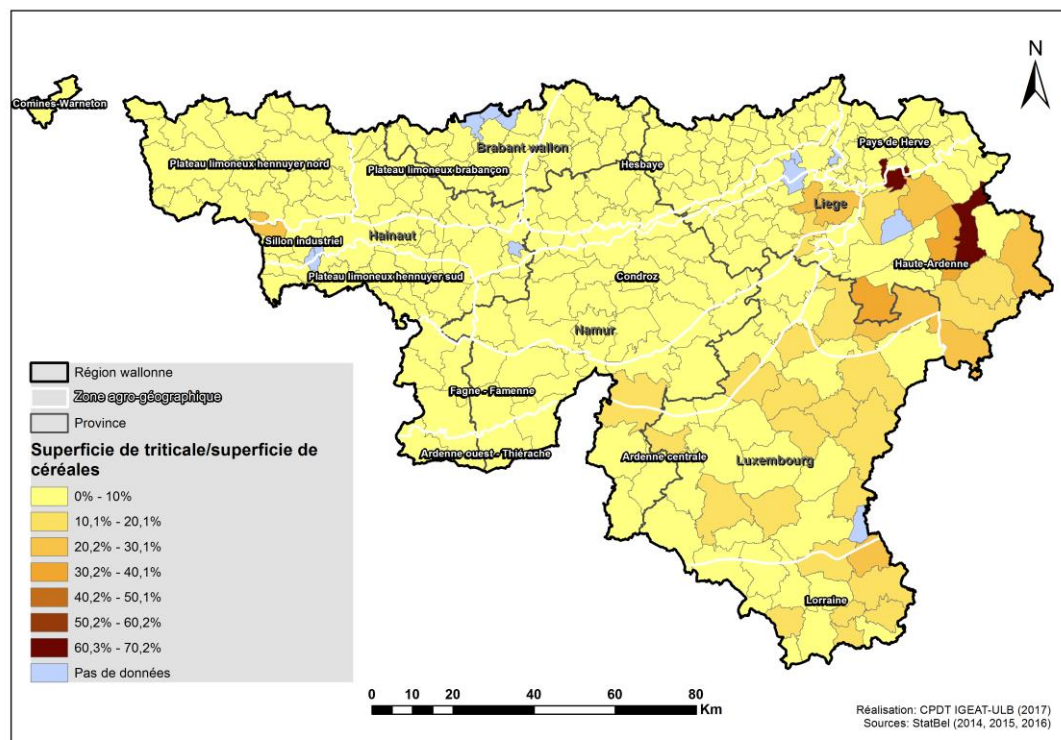 N
Comines-Warneton
Pays de Herve
Brabant wallon
Plateau limoneux hennuyer nord
Plateau limoneux brabançon
Hesbaye
Liege
Sillon industriel
Hainaut
Haute-Ardenne
Plateau limoneux hennuyer sud
Condroz
Namur
Fagne - Famenne
Ardenne ouest - Thiérache
Ardenne centrale
Luxembourg
Lorraine
Région wallonne
Zone agro-géographique
Province
Superficie de triticale/superficie de
céréales
0% - 10%
10,1% - 20,1%
20,2% - 30,1%
30,2% - 40,1%
40,2% - 50,1%
50,2% - 60,2%
60,3% - 70,2%
Pas de données
0 10 20 40 60 80
Km
Réalisation: CPDT IGEAT-ULB (2017)
Sources: StatBel (2014, 2015, 2016)